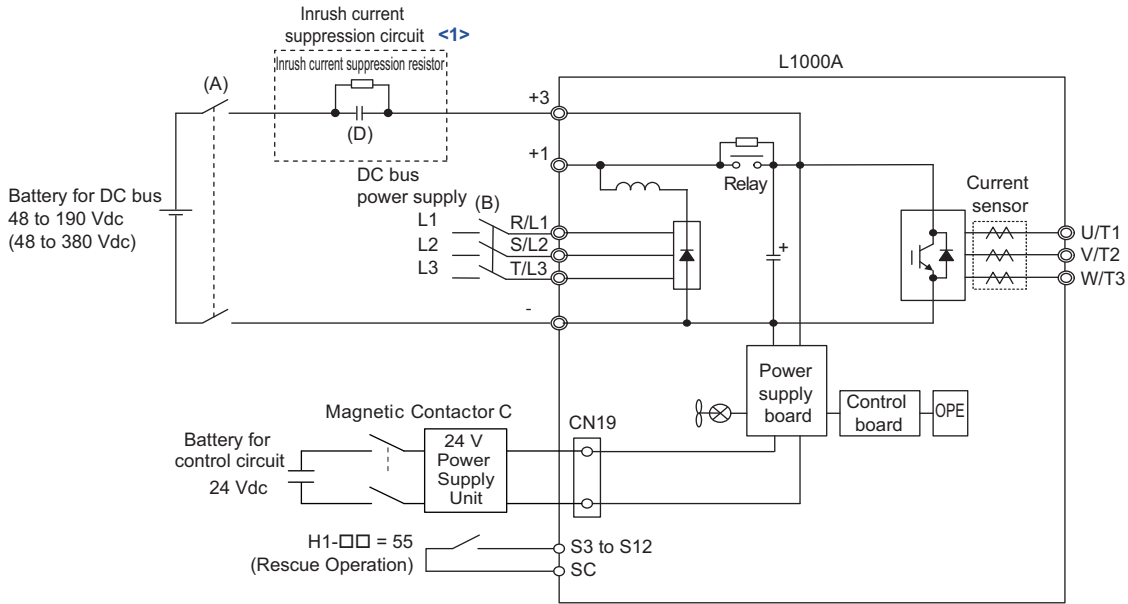 Inrush current
suppression circuit <1>
Inrush current suppression resistor
(A)
(D)
L1000A
+3
+1
DC bus
power supply
(B)
L1
L2
L3
R/L1
S/L2
T/L3
-
Battery for DC bus
48 to 190 Vdc
(48 to 380 Vdc)
Relay
+
Current
sensor
U/T1
V/T2
W/T3
Power
supply
board
Control
board
OPE
Magnetic Contactor C
CN19
Battery for
control circuit
24 Vdc
24 V
Power
Supply
Unit
H1-□□ = 55
(Rescue Operation)
S3 to S12
SC